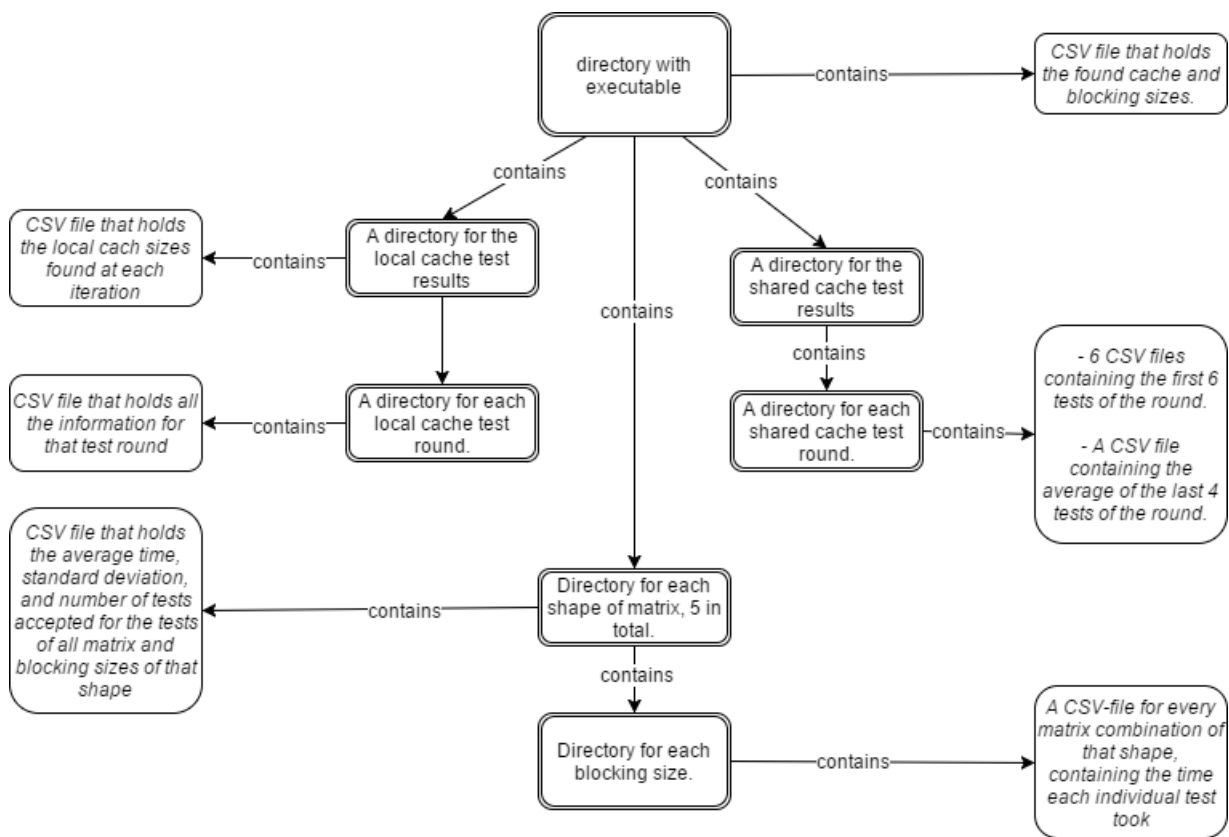 directory with
executable
contains
CSV file that holds
the found cache and
blocking sizes.
contains
contains
CSV file that holds
the local cach sizes
found at each
iteration
contains
A directory for the
local cache test
results
A directory for the
shared cache test
results
contains
contains
CSV file that holds all
the information for
that test round
contains
A directory for each
local cache test
round.
A directory for each
shared cache test
round.
contains
- 6 CSV files
containing the first 6
tests of the round.
- A CSV file
containing the
average of the last 4
tests of the round.
CSV file that holds
the average time,
standard deviation,
and number of tests
accepted for the tests
of all matrix and
blocking sizes of that
shape
contains
Directory for each
shape of matrix, 5 in
total.
contains
Directory for each
blocking size.
contains
A CSV-file for every
matrix combination of
that shape,
containing the time
each individual test
took